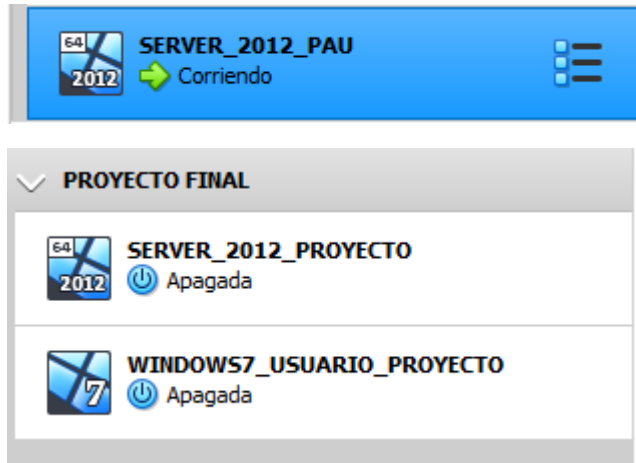 64
2012
SERVER_2012_PAU
Corriendo
PROYECTO FINAL
64
2012
SERVER_2012_PROYECTO
Apagada
7
WINDOWS7_USUARIO_PROYECTO
Apagada